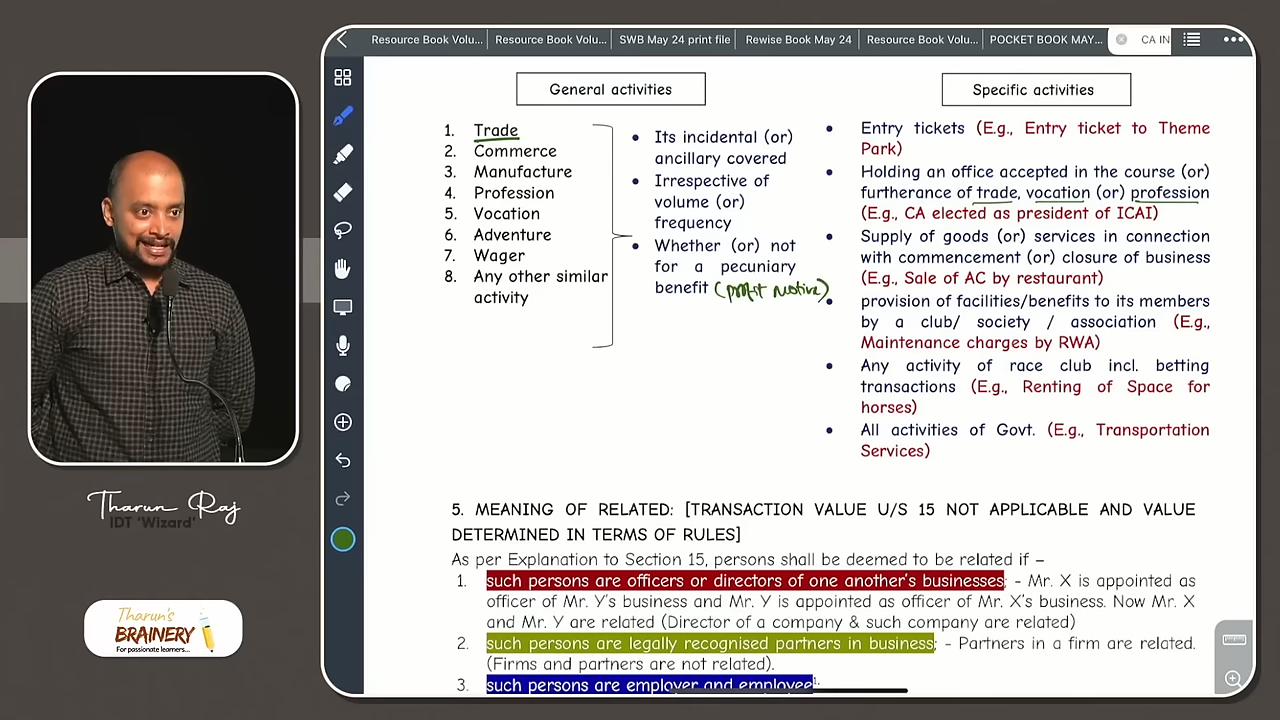 Resource Book Volu...
Resource Book Volu...
SWB May 24 print file
Rewise Book May 24
Resource Book Volu...
POCKET BOOK MAY...
CA IN
General activities
1. Trade
2. Commerce
3. Manufacture
4. Profession
5. Vocation
6. Adventure
7. Wager
8. Any other similar
activity
• Its incidental (or)
ancillary covered
• Irrespective of
volume (or)
frequency
• Whether (or) not
for a pecuniary
benefit (profit motive)
Specific activities
• Entry tickets (E.g., Entry ticket to Theme
Park)
• Holding an office accepted in the course (or)
furtherance of trade, vocation (or) profession
(E.g., CA elected as president of ICAI)
• Supply of goods (or) services in connection
with commencement (or) closure of business
(E.g., Sale of AC by restaurant)
• provision of facilities/benefits to its members
by a club/ society / association (E.g.,
Maintenance charges by RWA)
• Any activity of race club incl. betting
transactions (E.g., Renting of Space for
horses)
• All activities of Govt. (E.g., Transportation
Services)
5. MEANING OF RELATED: [TRANSACTION VALUE U/S 15 NOT APPLICABLE AND VALUE
DETERMINED IN TERMS OF RULES]
As per Explanation to Section 15, persons shall be deemed to be related if –
1. such persons are officers or directors of one another's businesses; - Mr. X is appointed as
officer of Mr. Y's business and Mr. Y is appointed as officer of Mr. X's business. Now Mr. X
and Mr. Y are related (Director of a company & such company are related)
2. such persons are legally recognised partners in business; - Partners in a firm are related.
(Firms and partners are not related).
3. such persons are employer and employee1.
Tharun Raj
IDT 'Wizard'
Tharun's
BRAINERY
For passionate learners...